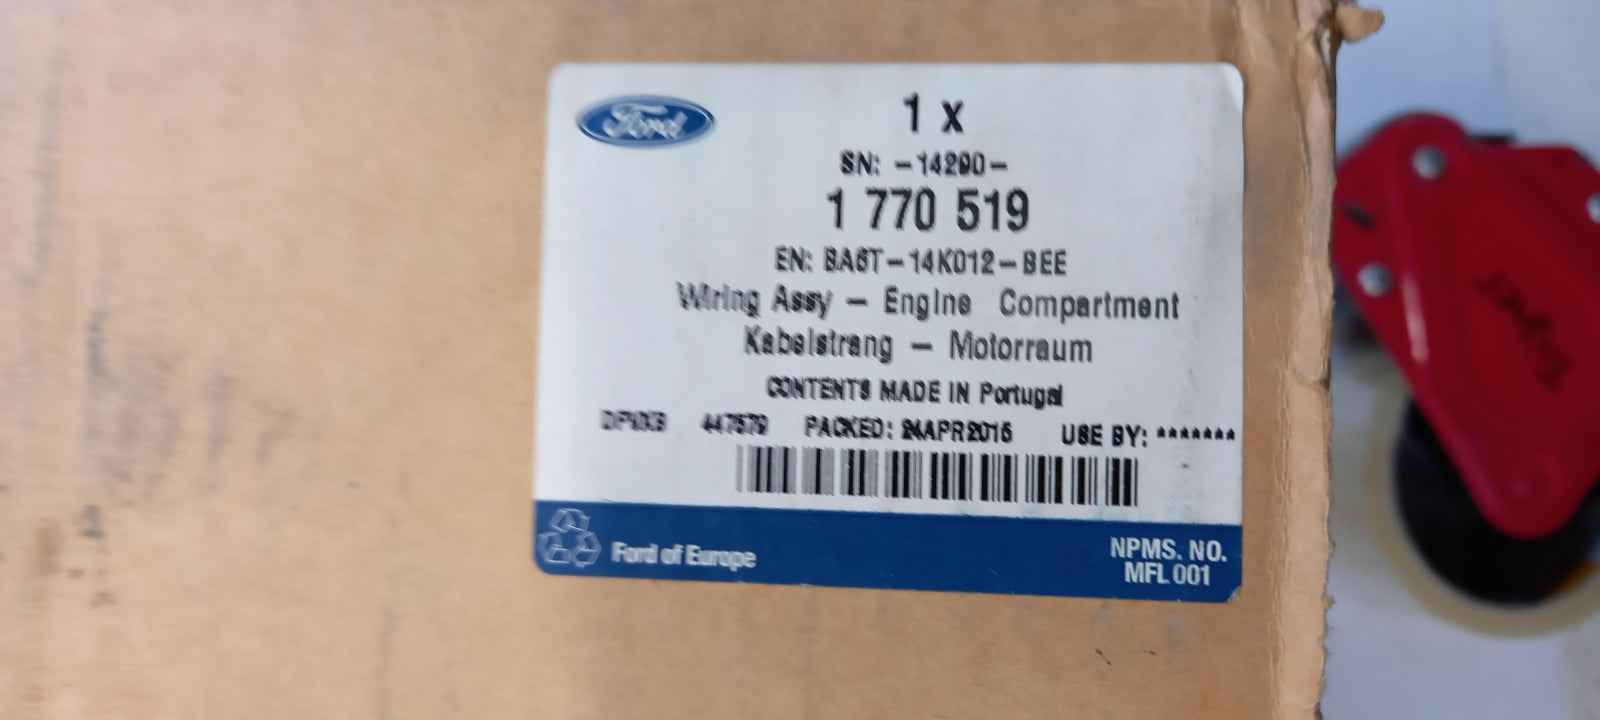 Ford
1 x
SN: -14290-
1 770 519
EN: BA6T-14K012-BEE
Wiring Assy - Engine Compartment
Kabelstrang - Motorraum
CONTENTS MADE IN Portugal
447579 PACKED: 24APR2015 USE BY: *******
Ford of Europe
NPMS. NO.
MFL 001